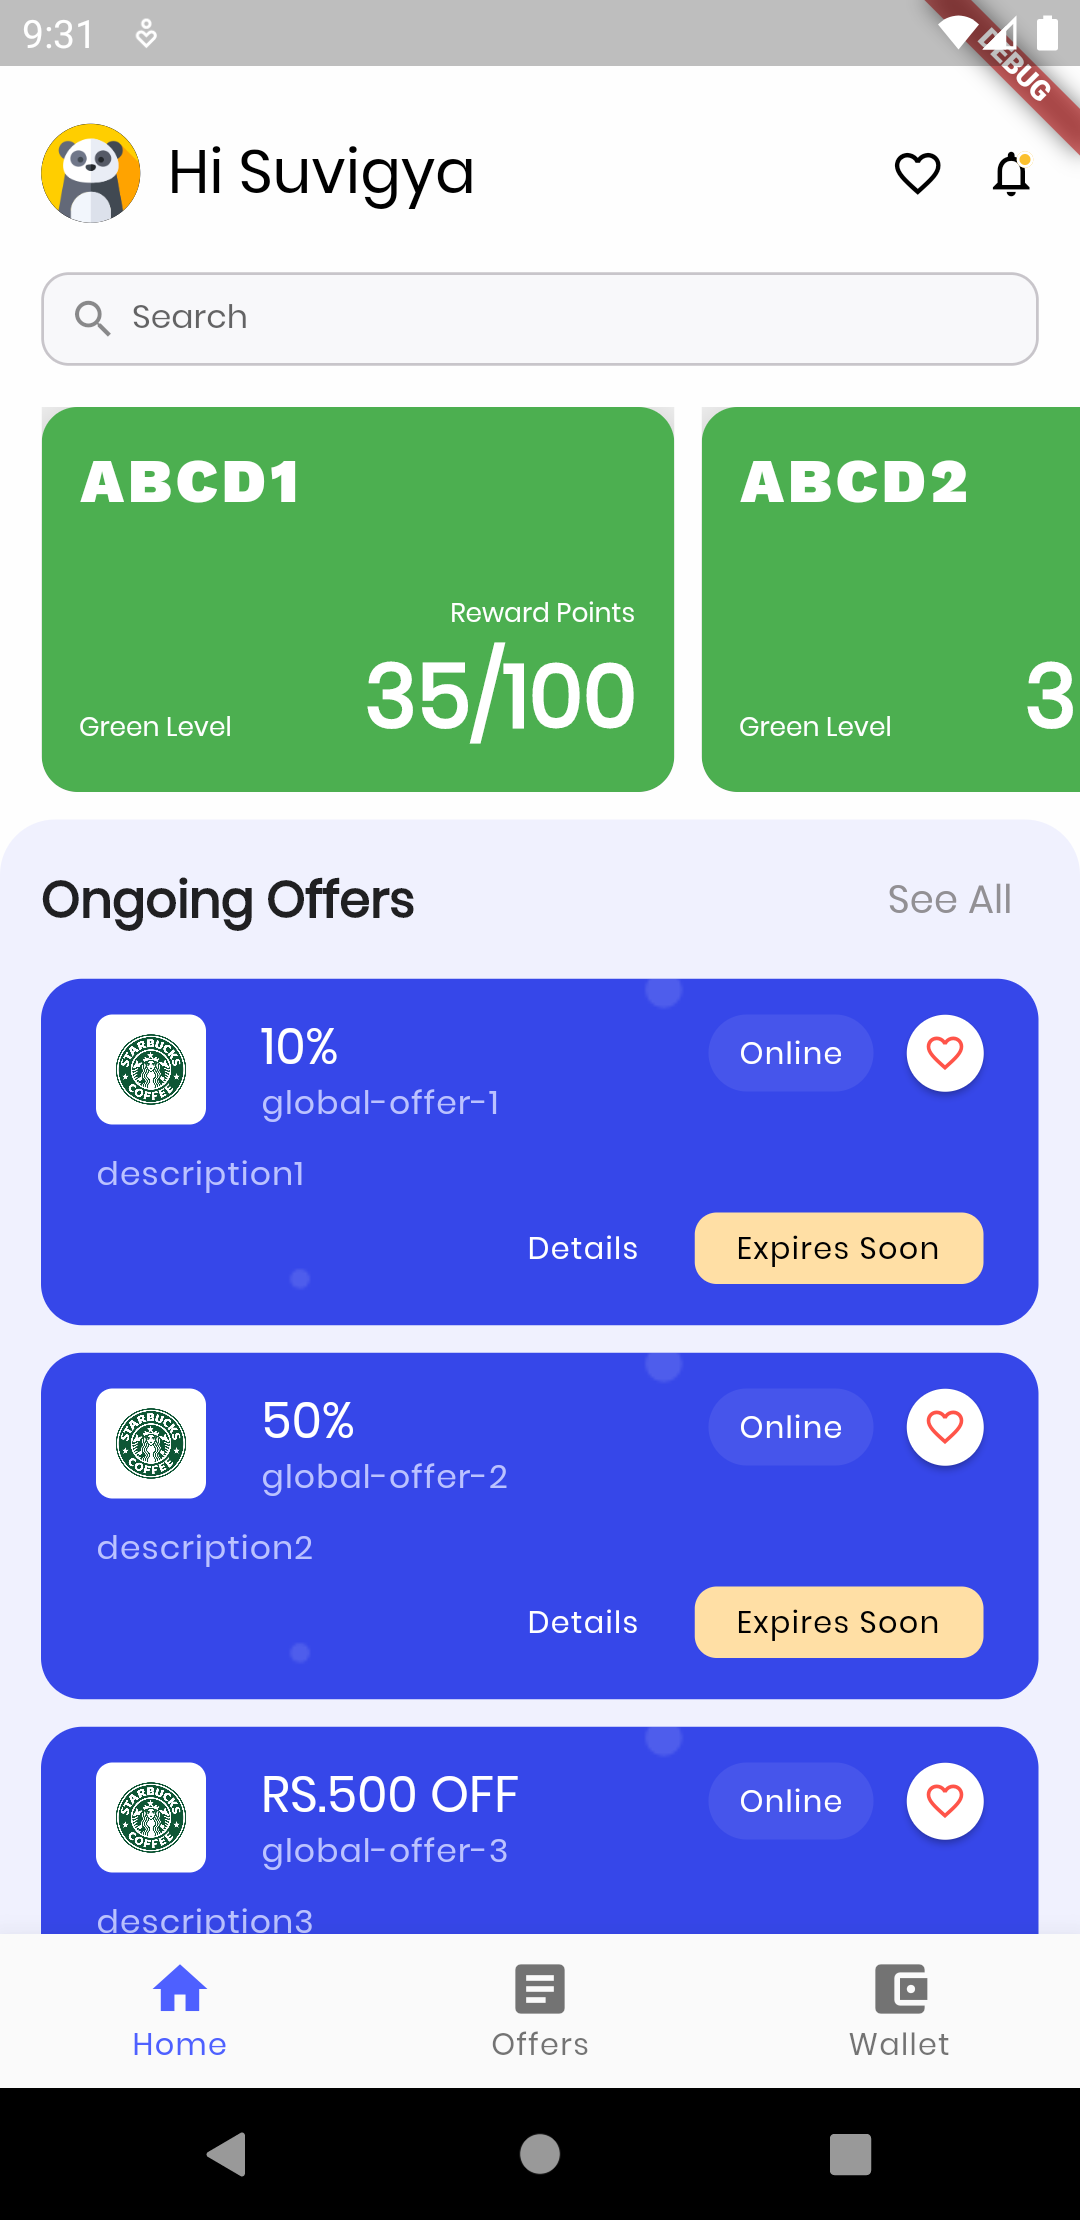 9:31
DEBUG
Hi Suvigya
Search
ABCD1
Reward Points
35/100
Green Level
ABCD2
3
Green Level
Ongoing Offers
See All
STARBUCKS COFFEE
10%
Online
global-offer-1
description1
Details
Expires Soon
STARBUCKS COFFEE
50%
Online
global-offer-2
description2
Details
Expires Soon
STARBUCKS COFFEE
RS.500 OFF
Online
global-offer-3
description3
Home
Offers
Wallet